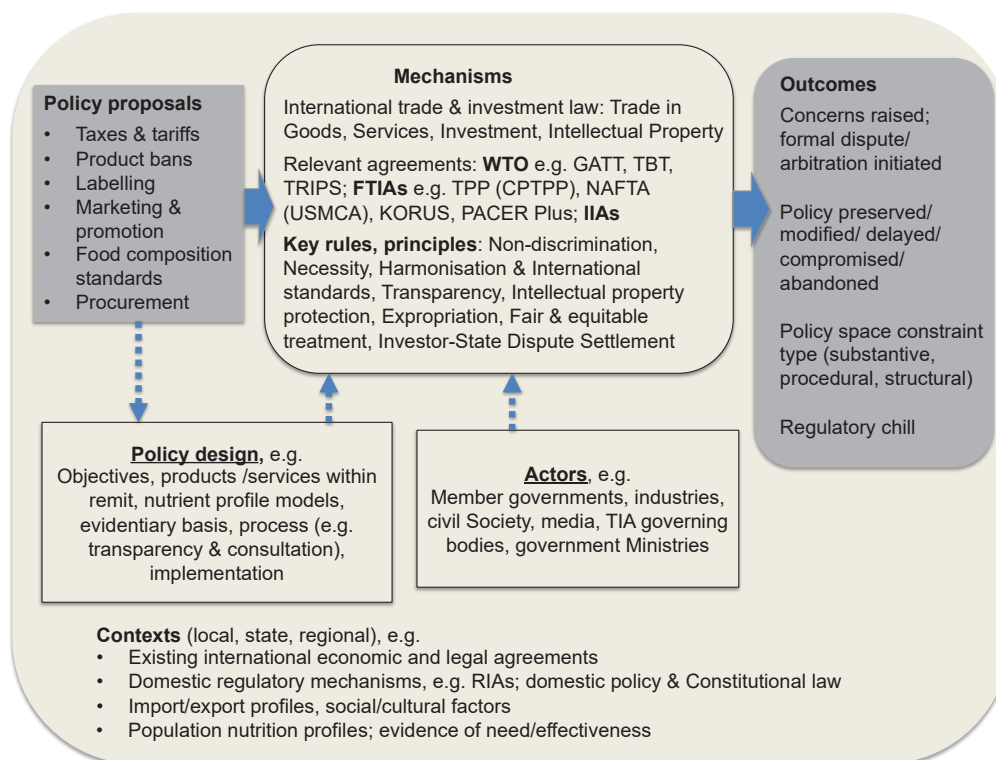 Policy proposals
• Taxes & tariffs
• Product bans
• Labelling
• Marketing &
promotion
• Food composition
standards
• Procurement
Mechanisms
International trade & investment law: Trade in
Goods, Services, Investment, Intellectual Property
Relevant agreements: WTO e.g. GATT, TBT,
TRIPS; FTIAs e.g. TPP (CPTPP), NAFTA
(USMCA), KORUS, PACER Plus; IIAs
Key rules, principles: Non-discrimination,
Necessity, Harmonisation & International
standards, Transparency, Intellectual property
protection, Expropriation, Fair & equitable
treatment, Investor-State Dispute Settlement
Outcomes
Concerns raised;
formal dispute/
arbitration initiated
Policy preserved/
modified/ delayed/
compromised/
abandoned
Policy space constraint
type (substantive,
procedural, structural)
Regulatory chill
Policy design, e.g.
Objectives, products /services within
remit, nutrient profile models,
evidentiary basis, process (e.g.
transparency & consultation),
implementation
Actors, e.g.
Member governments, industries,
civil Society, media, TIA governing
bodies, government Ministries
Contexts (local, state, regional), e.g.
• Existing international economic and legal agreements
• Domestic regulatory mechanisms, e.g. RIAs; domestic policy & Constitutional law
• Import/export profiles, social/cultural factors
• Population nutrition profiles; evidence of need/effectiveness